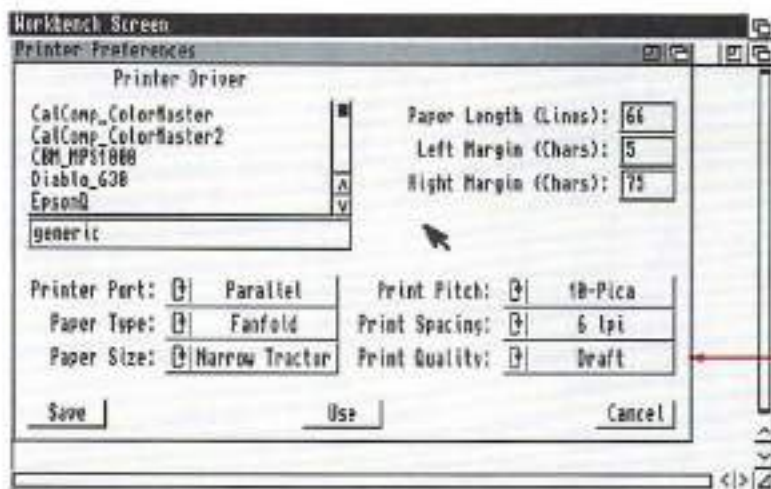 Workbench Screen
Printer Preferences
Printer Driver
CalComp_ColorMaster
CalComp_ColorMaster2
CBM_MPS1000
Diablo_630
EpsonQ
generic
Paper Length (Lines): 66
Left Margin (Chars): 5
Right Margin (Chars): 75
Printer Port: Parallel
Paper Type: Fanfold
Paper Size: Narrow Tractor
Print Pitch: 10-Pica
Print Spacing: 6 lpi
Print Quality: Draft
Save
Use
Cancel